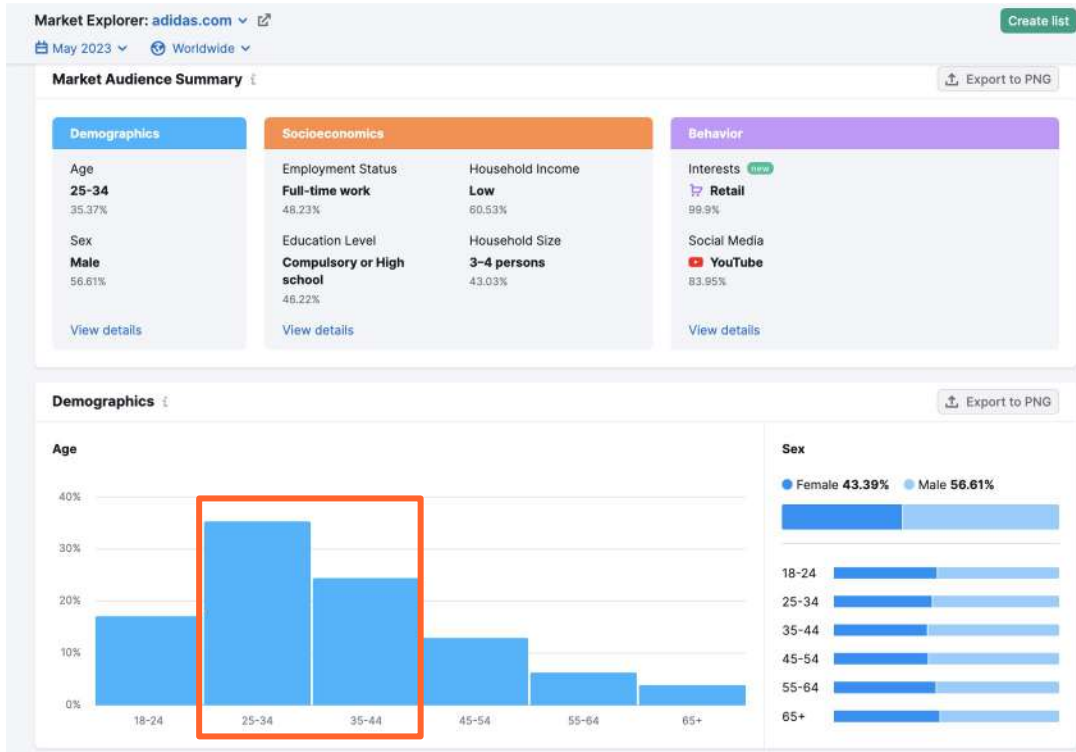 Market Explorer: adidas.com
Create list
May 2023 Worldwide
Market Audience Summary i
Export to PNG
Demographics
Age
25-34
35.37%
Sex
Male
56.61%
View details
Socioeconomics
Employment Status
Full-time work
48.23%
Education Level
Compulsory or High
school
46.22%
View details
Household Income
Low
60.53%
Household Size
3–4 persons
43.03%
Behavior
Interests new
Retail
99.9%
Social Media
YouTube
83.95%
View details
Demographics i
Export to PNG
Age
40%
30%
20%
10%
0%
18-24 25-34 35-44 45-54 55-64 65+
Sex
Female 43.39% Male 56.61%
18-24
25-34
35-44
45-54
55-64
65+